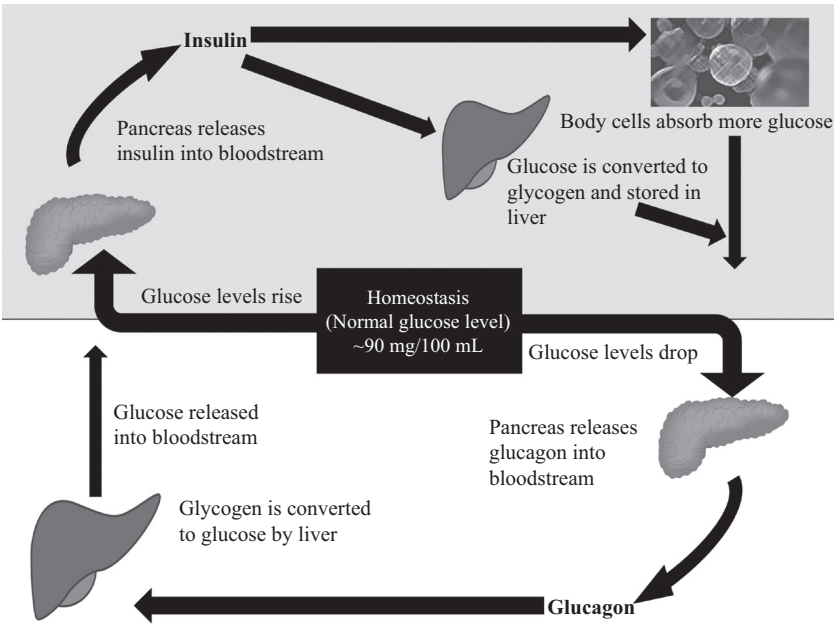 Insulin
Pancreas releases
insulin into bloodstream
Body cells absorb more glucose
Glucose is converted to
glycogen and stored in
liver
Glucose levels rise
Homeostasis
(Normal glucose level)
~90 mg/100 mL
Glucose levels drop
Glucose released
into bloodstream
Pancreas releases
glucagon into
bloodstream
Glycogen is converted
to glucose by liver
Glucagon